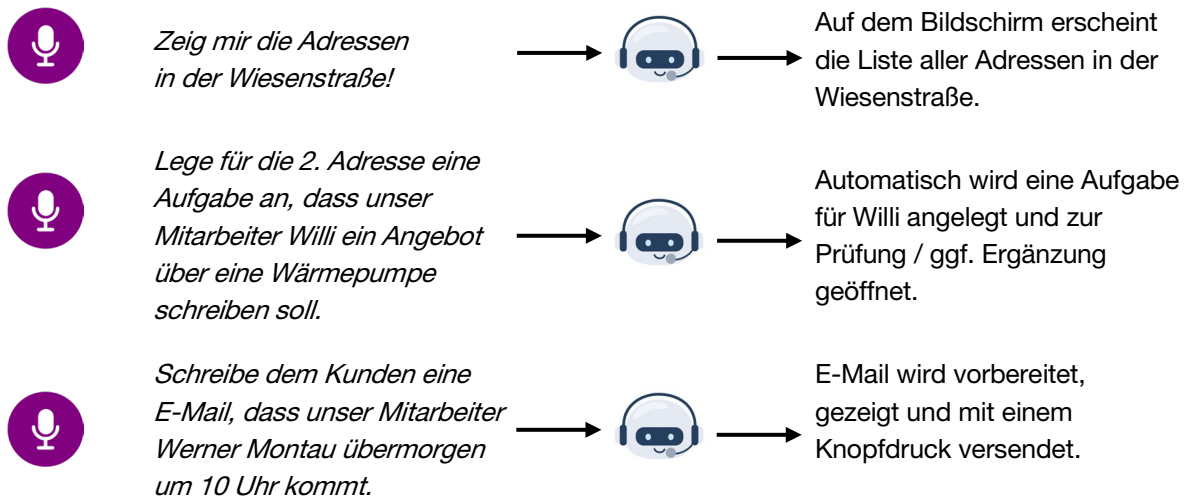 Zeig mir die Adressen
in der Wiesenstraße!
Auf dem Bildschirm erscheint
die Liste aller Adressen in der
Wiesenstraße.
Lege für die 2. Adresse eine
Aufgabe an, dass unser
Mitarbeiter Willi ein Angebot
über eine Wärmepumpe
schreiben soll.
Automatisch wird eine Aufgabe
für Willi angelegt und zur
Prüfung / ggf. Ergänzung
geöffnet.
Schreibe dem Kunden eine
E-Mail, dass unser Mitarbeiter
Werner Montau übermorgen
um 10 Uhr kommt.
E-Mail wird vorbereitet,
gezeigt und mit einem
Knopfdruck versendet.